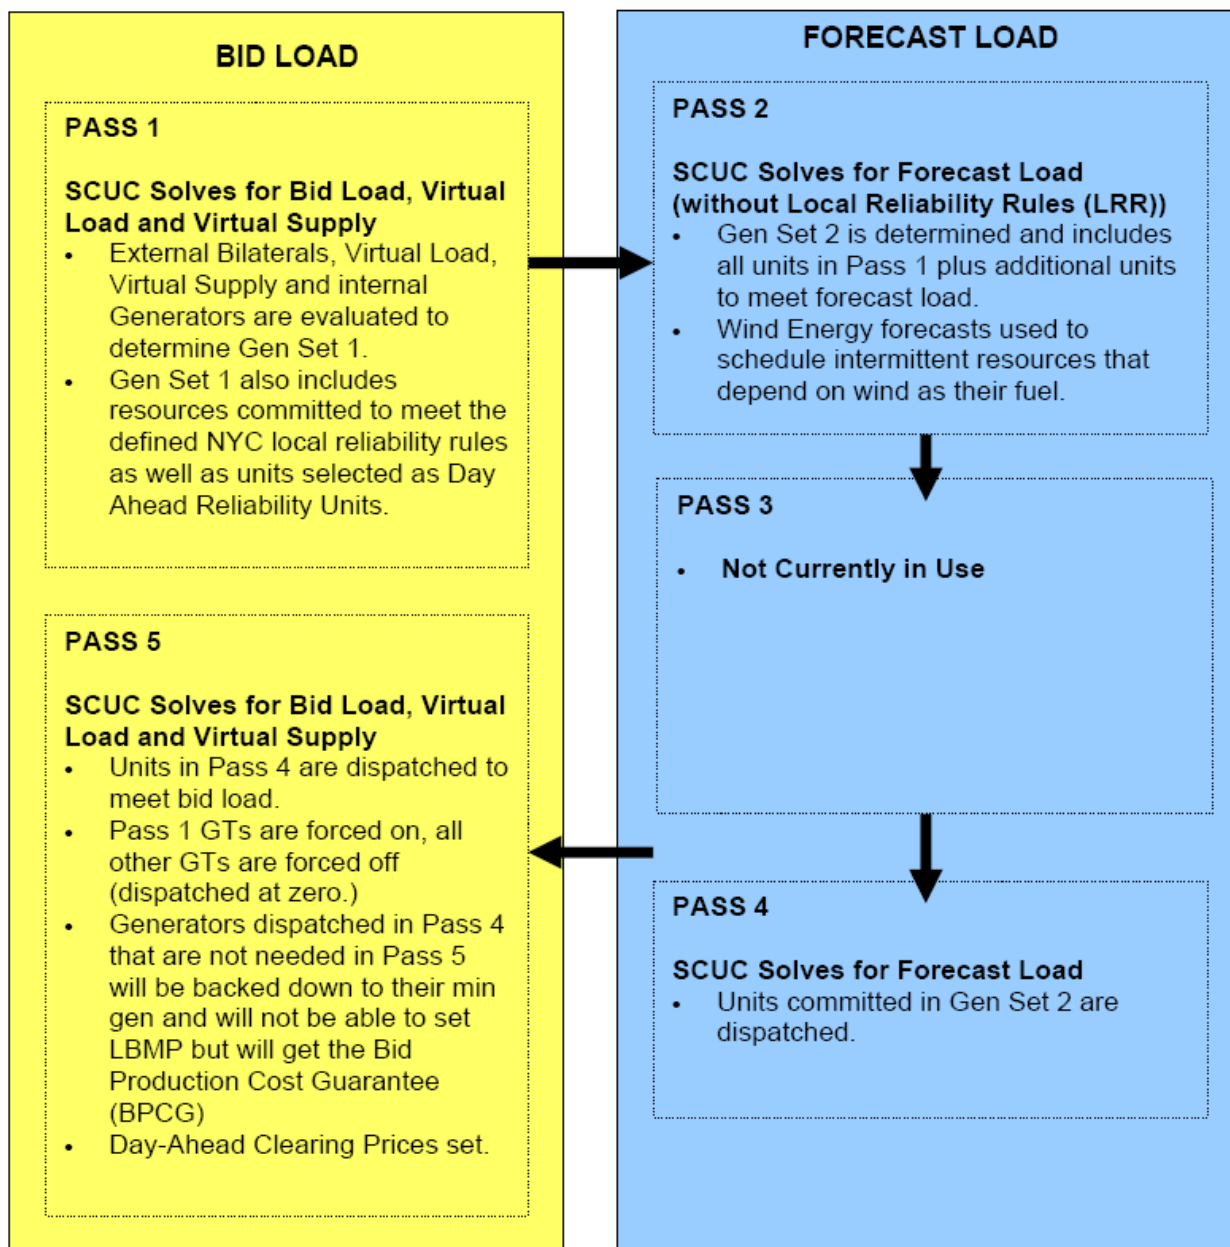 BID LOAD
PASS 1
SCUC Solves for Bid Load, Virtual
Load and Virtual Supply
• External Bilaterals, Virtual Load,
Virtual Supply and internal
Generators are evaluated to
determine Gen Set 1.
• Gen Set 1 also includes
resources committed to meet the
defined NYC local reliability rules
as well as units selected as Day
Ahead Reliability Units.
FORECAST LOAD
PASS 2
SCUC Solves for Forecast Load
(without Local Reliability Rules (LRR))
• Gen Set 2 is determined and includes
all units in Pass 1 plus additional units
to meet forecast load.
• Wind Energy forecasts used to
schedule intermittent resources that
depend on wind as their fuel.
PASS 3
• Not Currently in Use
PASS 4
SCUC Solves for Forecast Load
• Units committed in Gen Set 2 are
dispatched.
PASS 5
SCUC Solves for Bid Load, Virtual
Load and Virtual Supply
• Units in Pass 4 are dispatched to
meet bid load.
• Pass 1 GTs are forced on, all
other GTs are forced off
(dispatched at zero.)
• Generators dispatched in Pass 4
that are not needed in Pass 5
will be backed down to their min
gen and will not be able to set
LBMP but will get the Bid
Production Cost Guarantee
(BPCG)
• Day-Ahead Clearing Prices set.